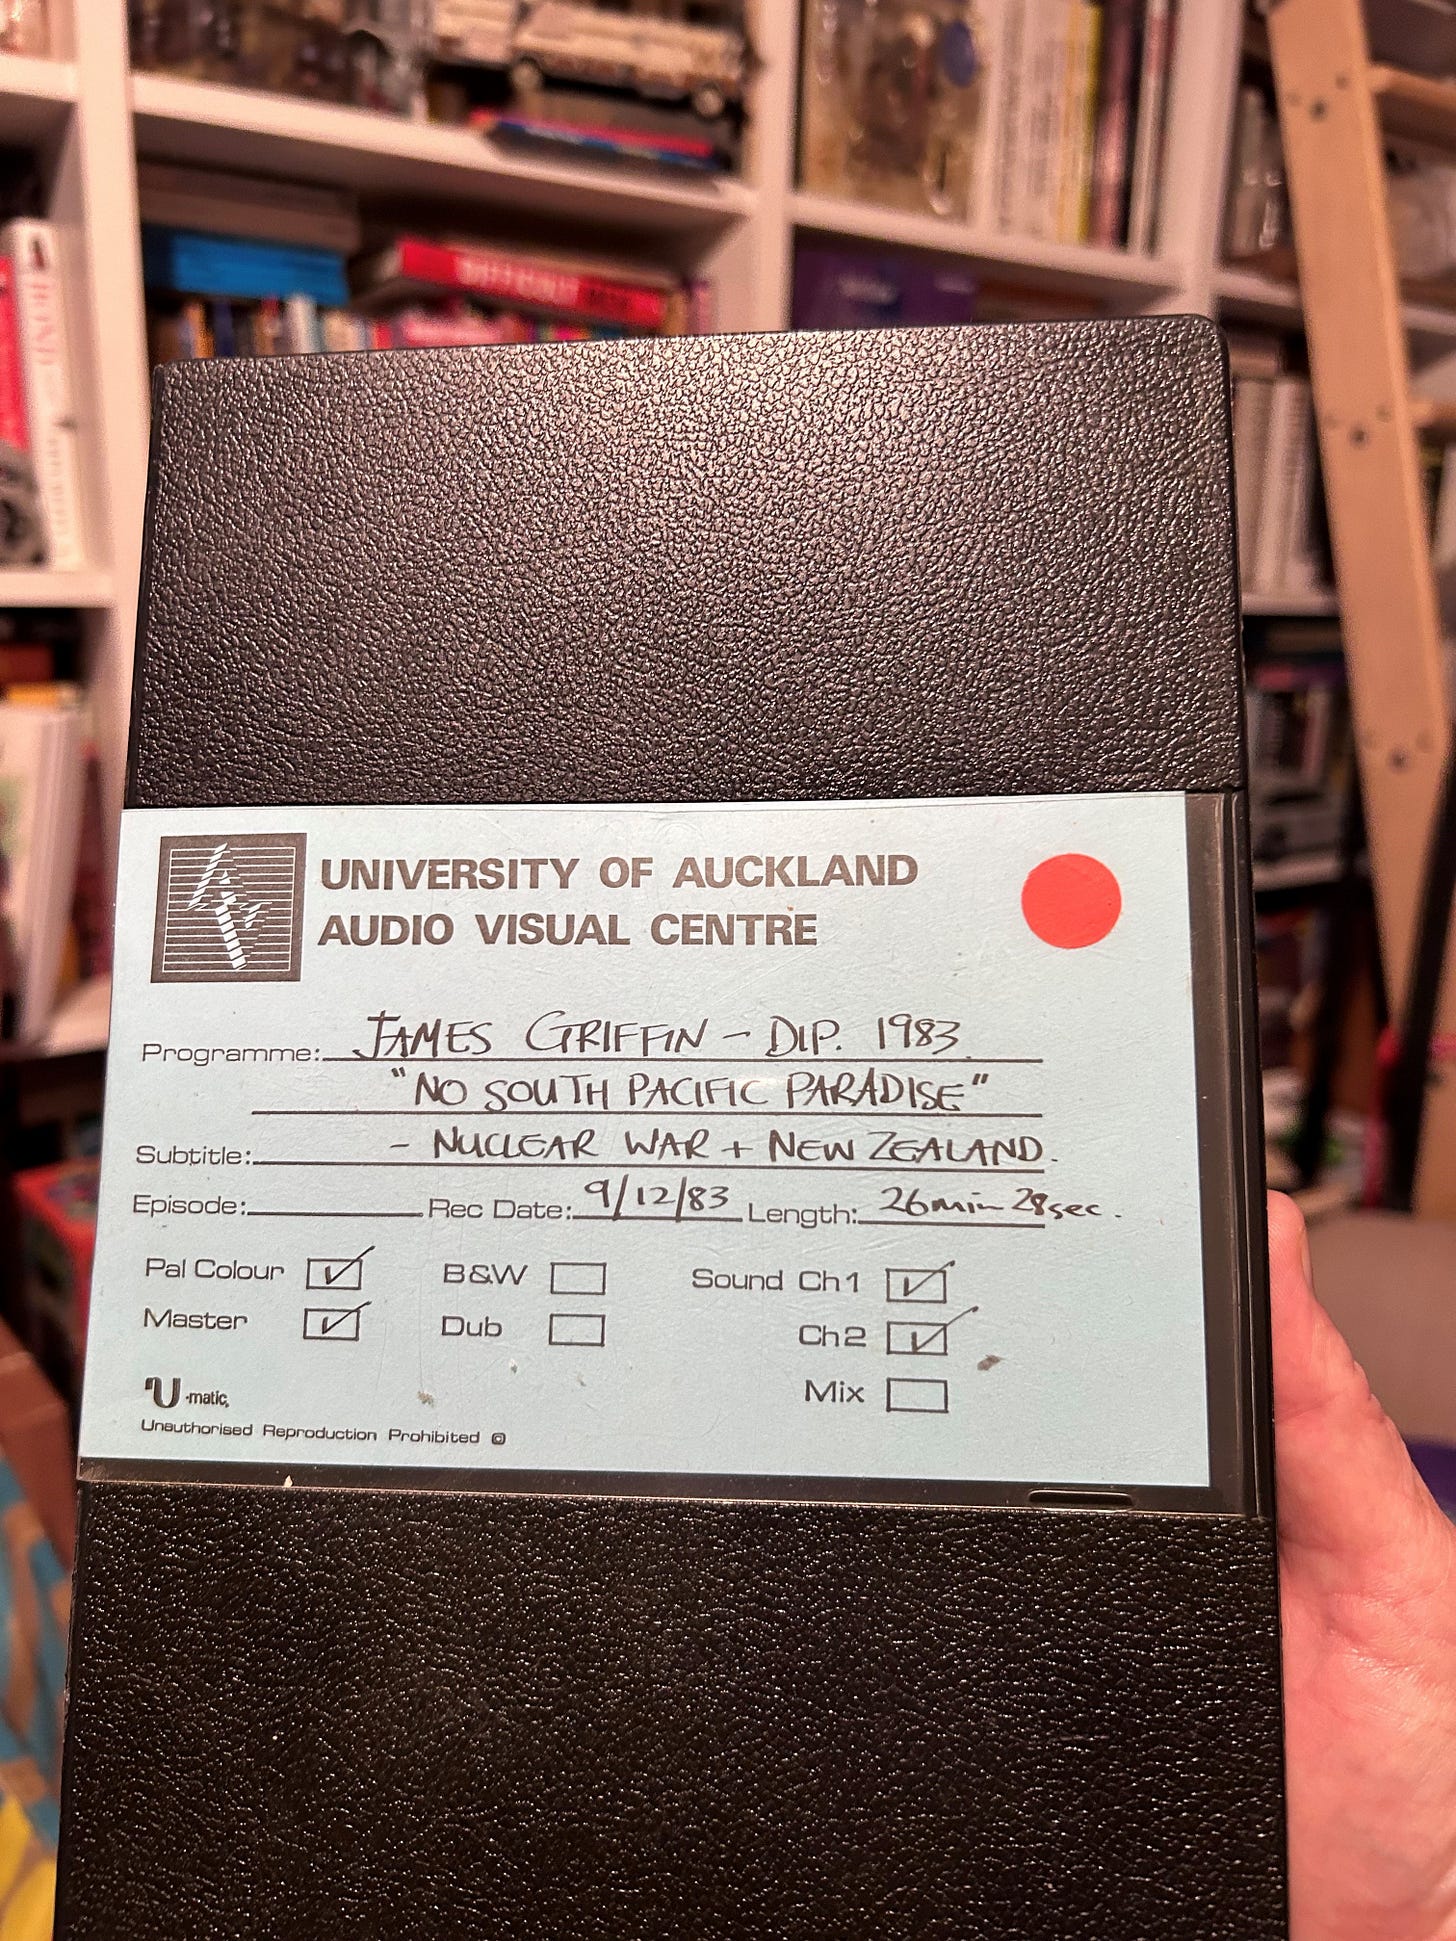 UNIVERSITY OF AUCKLAND
AUDIO VISUAL CENTRE
Programme: JAMES GRIFFIN - DIP. 1983
"NO SOUTH PACIFIC PARADISE"
Subtitle: - NUCLEAR WAR + NEW ZEALAND.
Episode: Rec Date: 9/12/83 Length: 26min 28sec.
Pal Colour B&W Sound Ch1
Master Dub Ch2
Mix
U-matic
Unauthorised Reproduction Prohibited ©